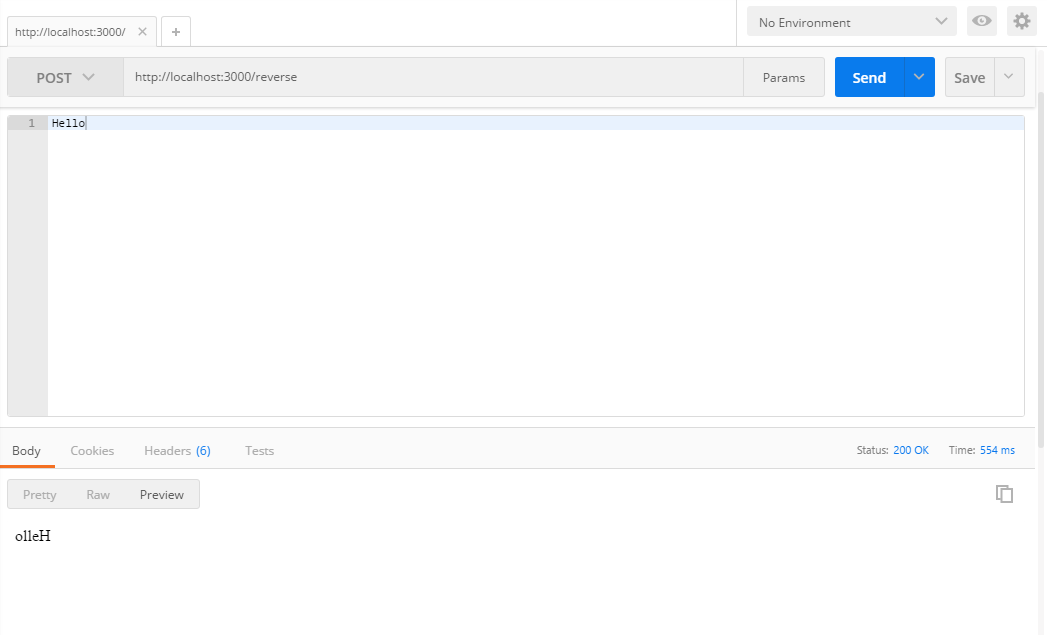 http://localhost:3000/
No Environment
POST http://localhost:3000/reverse Params Send Save
1 Hello
Body Cookies Headers (6) Tests Status: 200 OK Time: 554 ms
Pretty Raw Preview
olleH